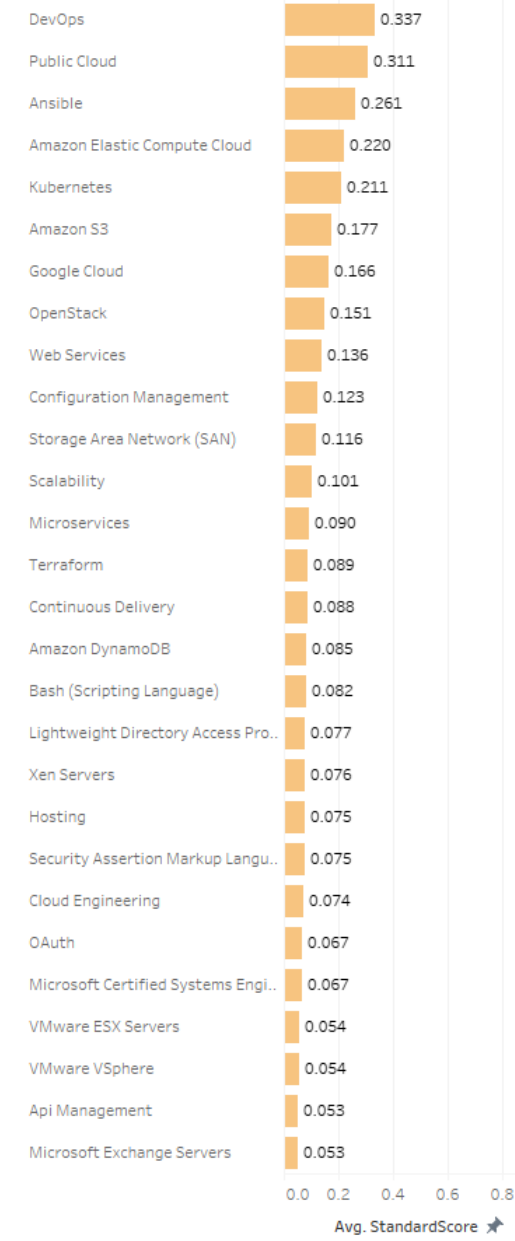 DevOps 0.337
Public Cloud 0.311
Ansible 0.261
Amazon Elastic Compute Cloud 0.220
Kubernetes 0.211
Amazon S3 0.177
Google Cloud 0.166
OpenStack 0.151
Web Services 0.136
Configuration Management 0.123
Storage Area Network (SAN) 0.116
Scalability 0.101
Microservices 0.090
Terraform 0.089
Continuous Delivery 0.088
Amazon DynamoDB 0.085
Bash (Scripting Language) 0.082
Lightweight Directory Access Pro.. 0.077
Xen Servers 0.076
Hosting 0.075
Security Assertion Markup Langu.. 0.075
Cloud Engineering 0.074
OAuth 0.067
Microsoft Certified Systems Engi.. 0.067
VMware ESX Servers 0.054
VMware VSphere 0.054
Api Management 0.053
Microsoft Exchange Servers 0.053
0.0 0.2 0.4 0.6 0.8
Avg. StandardScore